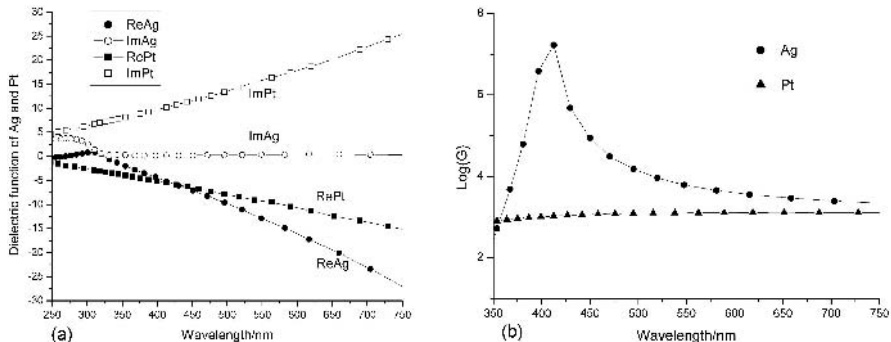 Dielectric function of Ag and Pt
30
25
20
15
10
5
0
-5
-10
-15
-20
-25
-30
ReAg
ImAg
RePt
ImPt
ImPt
ImAg
RePt
ReAg
(a)
250 300 350 400 450 500 550 600 650 700 750
Wavelength/nm
Log(G)
8
6
4
2
Ag
Pt
(b)
350 400 450 500 550 600 650 700 750
Wavelength/nm